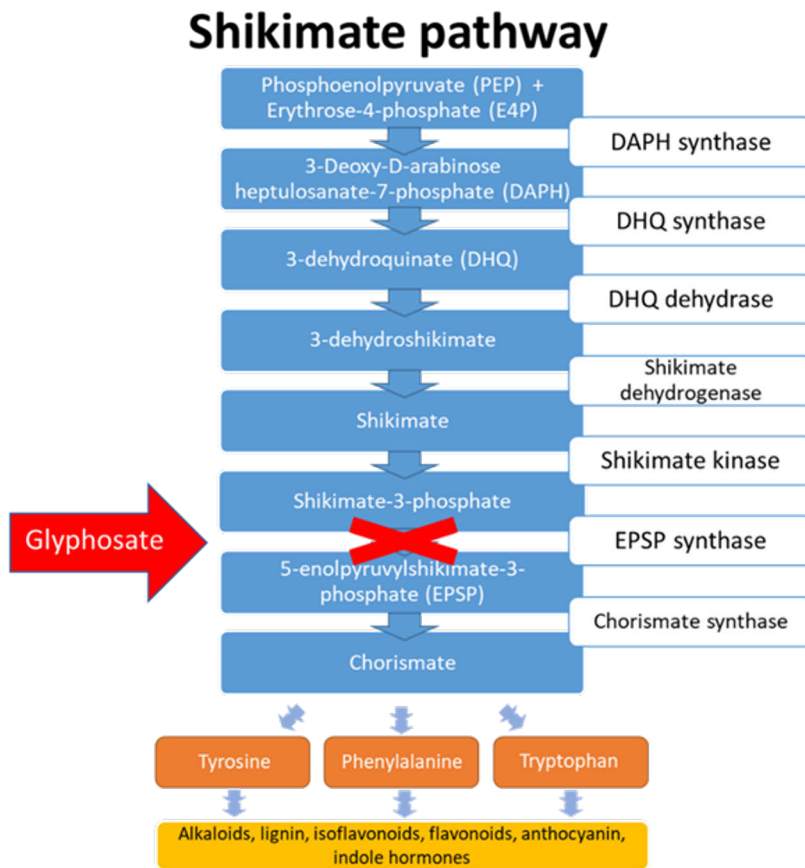 Shikimate pathway
Phosphoenolpyruvate (PEP) +
Erythrose-4-phosphate (E4P)
DAPH synthase
3-Deoxy-D-arabinose
heptulosanate-7-phosphate (DAPH)
DHQ synthase
3-dehydroquinate (DHQ)
DHQ dehydrase
3-dehydroshikimate
Shikimate
dehydrogenase
Shikimate
Shikimate kinase
Shikimate-3-phosphate
Glyphosate
EPSP synthase
5-enolpyruvylshikimate-3-
phosphate (EPSP)
Chorismate synthase
Chorismate
Tyrosine
Phenylalanine
Tryptophan
Alkaloids, lignin, isoflavonoids, flavonoids, anthocyanin,
indole hormones